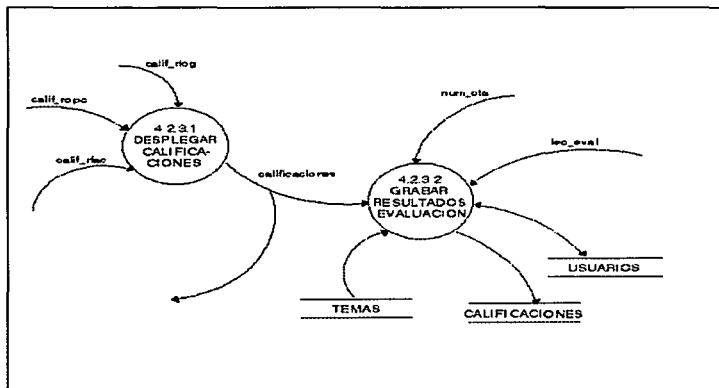 calif_rlog
calif_ropc
calif_rlac
4.2.3.1
DESPLEGAR
CALIFICA-
CIONES
calificaciones
num_cta
lec_eval
4.2.3.2
GRABAR
RESULTADOS
EVALUACION
USUARIOS
TEMAS
CALIFICACIONES